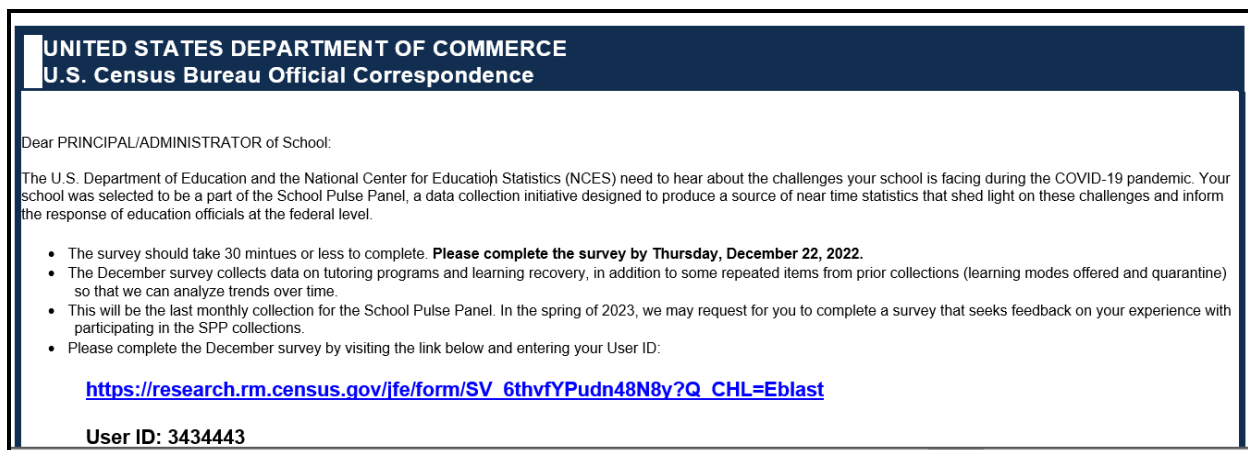 UNITED STATES DEPARTMENT OF COMMERCE
U.S. Census Bureau Official Correspondence
Dear PRINCIPAL/ADMINISTRATOR of School:
The U.S. Department of Education and the National Center for Education Statistics (NCES) need to hear about the challenges your school is facing during the COVID-19 pandemic. Your
school was selected to be a part of the School Pulse Panel, a data collection initiative designed to produce a source of near time statistics that shed light on these challenges and inform
the response of education officials at the federal level.
• The survey should take 30 mintues or less to complete. Please complete the survey by Thursday, December 22, 2022.
• The December survey collects data on tutoring programs and learning recovery, in addition to some repeated items from prior collections (learning modes offered and quarantine)
so that we can analyze trends over time.
• This will be the last monthly collection for the School Pulse Panel. In the spring of 2023, we may request for you to complete a survey that seeks feedback on your experience with
participating in the SPP collections.
• Please complete the December survey by visiting the link below and entering your User ID:
https://research.rm.census.gov/jfe/form/SV_6thvfYPudn48N8y?Q_CHL=Eblast
User ID: 3434443